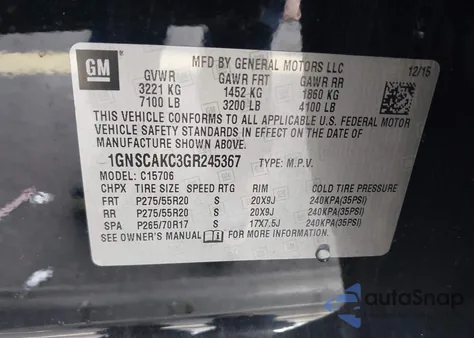 GM
MFD BY GENERAL MOTORS LLC
12/15
GVWR GAWR FRT GAWR RR
3221 KG 1452 KG 1860 KG
7100 LB 3200 LB 4100 LB
THIS VEHICLE CONFORMS TO ALL APPLICABLE U.S. FEDERAL MOTOR
VEHICLE SAFETY AND THEFT PREVENTION STANDARDS IN EFFECT ON THE DATE OF
MANUFACTURE SHOWN ABOVE.
1GNSCAKC3GR245367 TYPE: M.P.V.
MODEL: C15706
CHPX TIRE SIZE SPEED RTG RIM COLD TIRE PRESSURE
FRT P275/55R20 S 20X9J 240KPA(35PSI)
RR P275/55R20 S 20X9J 240KPA(35PSI)
SPA P265/70R17 S 17X7.5J 240KPA(35PSI)
SEE OWNER'S MANUAL FOR MORE INFORMATION.
autoSnap